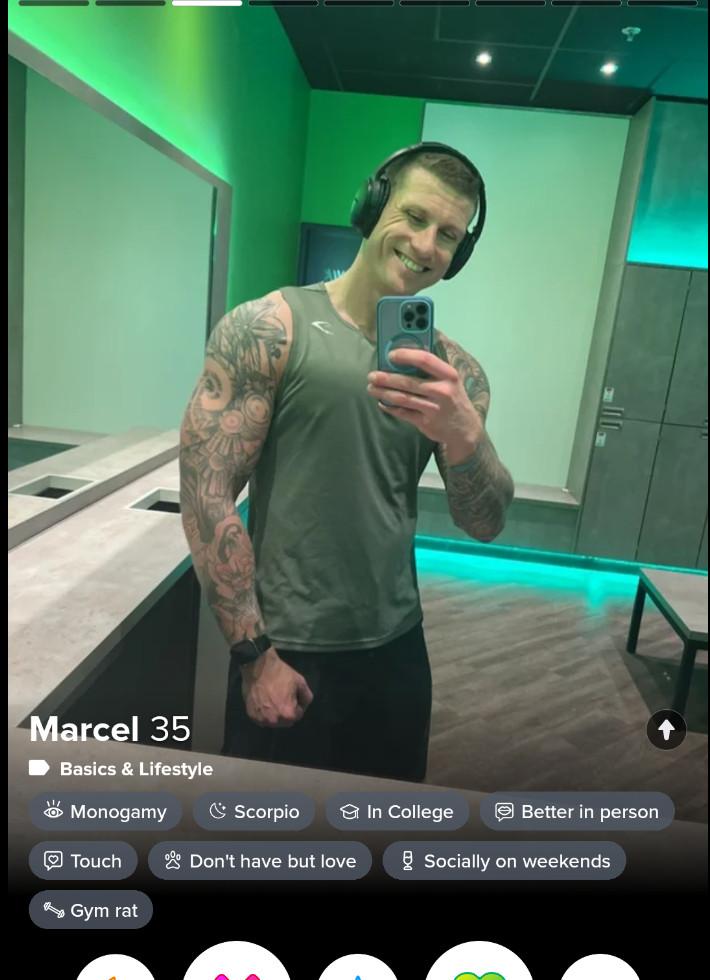 Marcel 35
Basics & Lifestyle
Monogamy Scorpio In College Better in person
Touch Don't have but love Socially on weekends
Gym rat